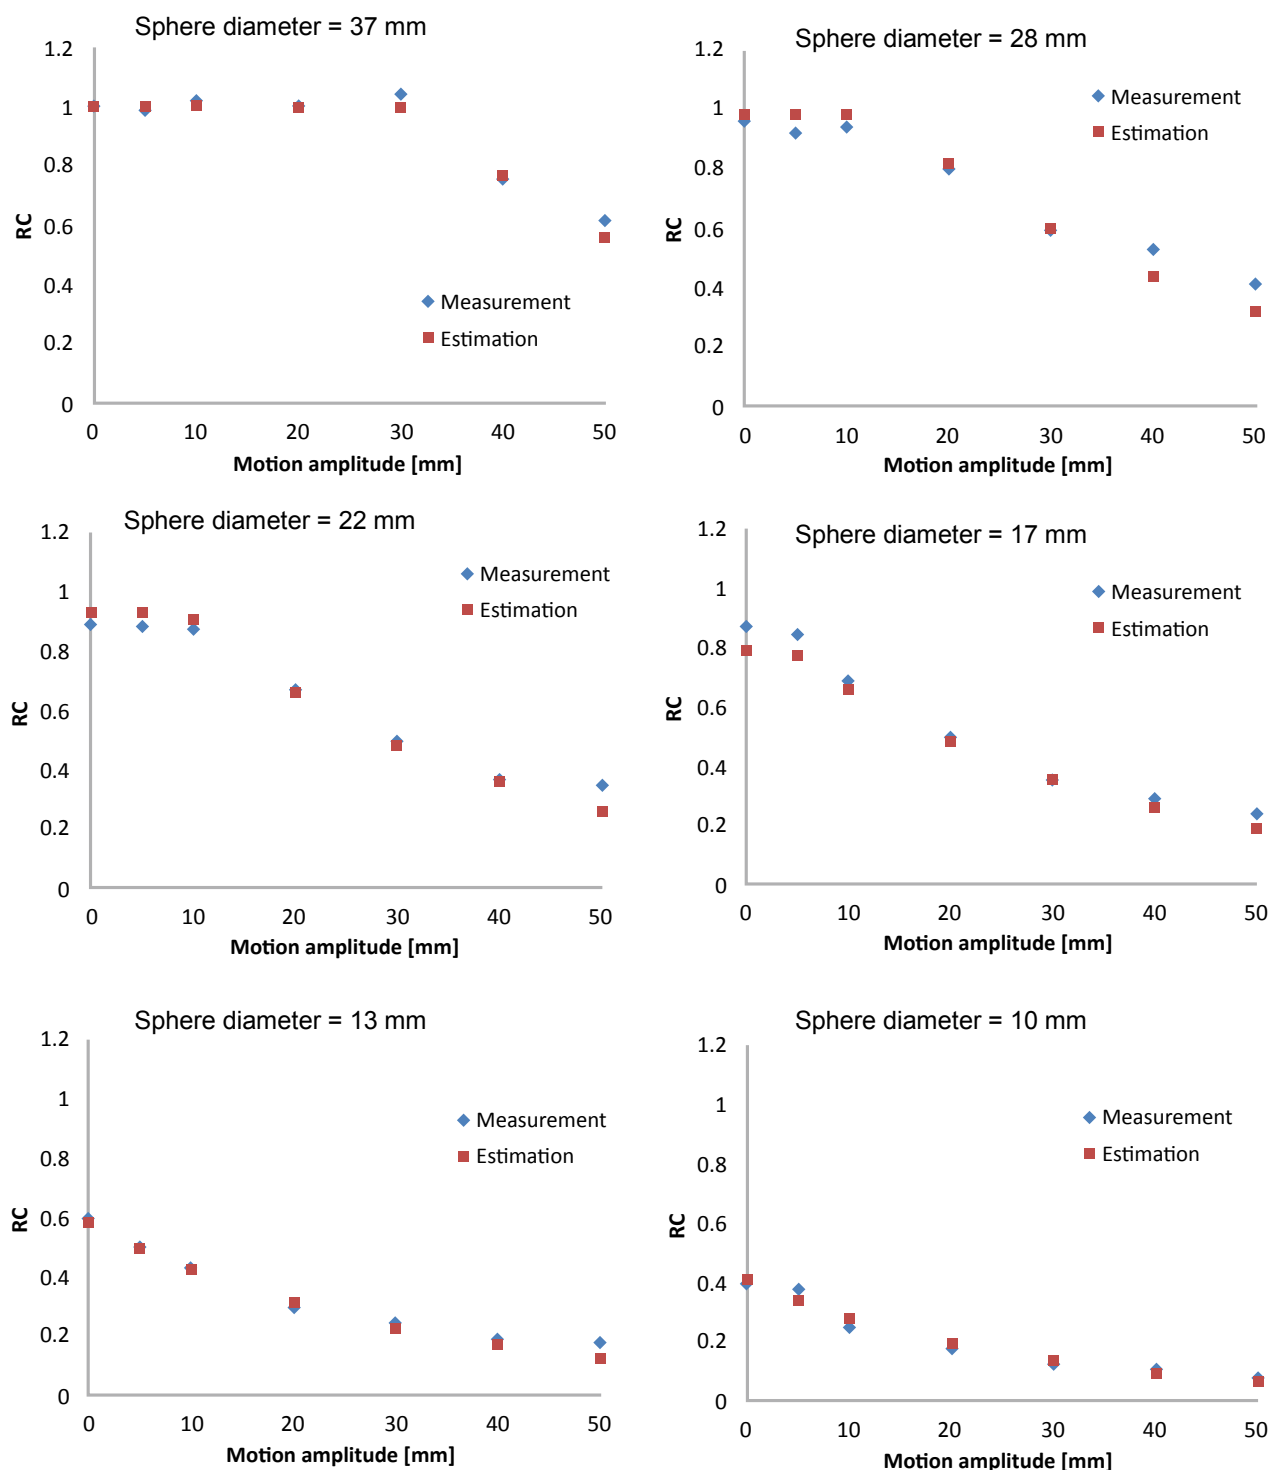 Sphere diameter = 37 mm
1.2
1
0.8
0.6
0.4
0.2
0
RC
Measurement
Estimation
0 10 20 30 40 50
Motion amplitude [mm]
Sphere diameter = 28 mm
1.2
1
0.8
0.6
0.4
0.2
0
RC
Measurement
Estimation
0 10 20 30 40 50
Motion amplitude [mm]
Sphere diameter = 22 mm
1.2
1
0.8
0.6
0.4
0.2
0
RC
Measurement
Estimation
0 10 20 30 40 50
Motion amplitude [mm]
Sphere diameter = 17 mm
1.2
1
0.8
0.6
0.4
0.2
0
RC
Measurement
Estimation
0 10 20 30 40 50
Motion amplitude [mm]
Sphere diameter = 13 mm
1.2
1
0.8
0.6
0.4
0.2
0
RC
Measurement
Estimation
0 10 20 30 40 50
Motion amplitude [mm]
Sphere diameter = 10 mm
1.2
1
0.8
0.6
0.4
0.2
0
RC
Measurement
Estimation
0 10 20 30 40 50
Motion amplitude [mm]